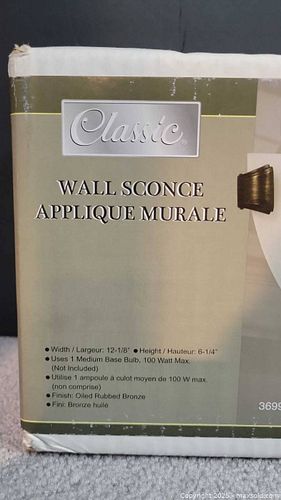 Classic®
WALL SCONCE
APPLIQUE MURALE
● Width / Largeur: 12-1/8" ● Height / Hauteur: 6-1/4"
● Uses 1 Medium Base Bulb, 100 Watt Max.
(Not Included)
● Utilise 1 ampoule à culot moyen de 100 W max.
(non comprise)
● Finish: Oiled Rubbed Bronze
● Fini: Bronze huilé
3699
Copyright 2025 - maxsold.com